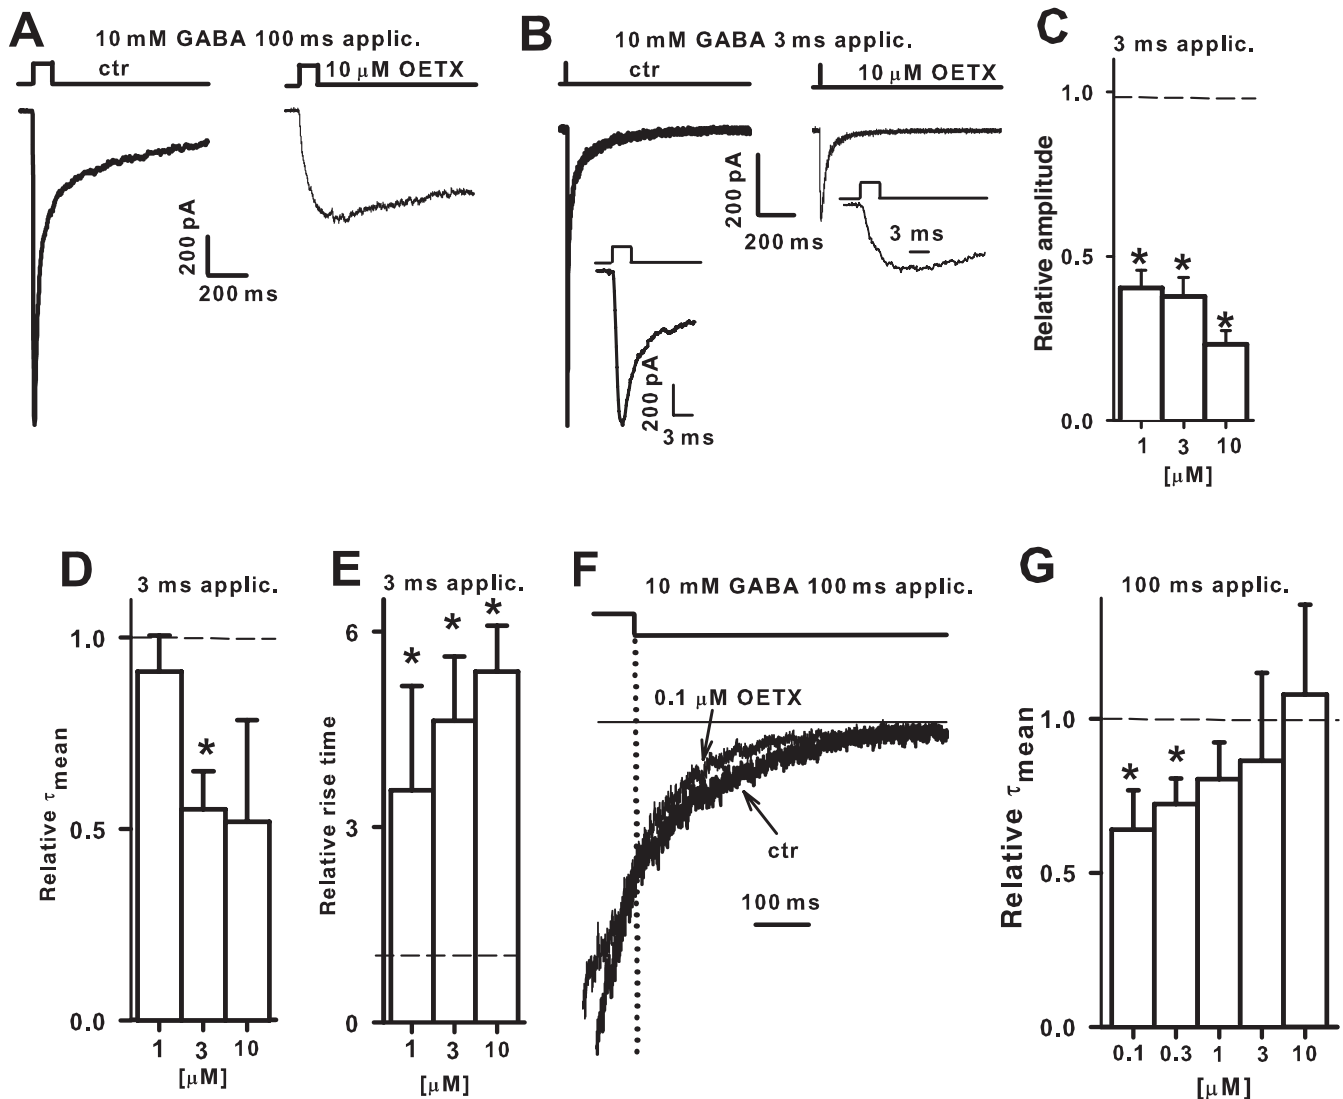 A
10 mM GABA 100 ms applic.
ctr
10 μM OETX
200 pA
200 ms
B
10 mM GABA 3 ms applic.
ctr
10 μM OETX
200 pA
200 ms
3 ms
200 pA
3 ms
C
3 ms applic.
Relative amplitude
1.0
0.5
0.0
*
*
*
1 3 10
[μM]
D
3 ms applic.
Relative τmean
1.0
0.5
0.0
*
1 3 10
[μM]
E
3 ms applic.
Relative rise time
6
3
0
*
*
*
1 3 10
[μM]
F
10 mM GABA 100 ms applic.
0.1 μM OETX
ctr
100 ms
G
100 ms applic.
Relative τmean
1.0
0.5
0.0
*
*
0.1 0.3 1 3 10
[μM]